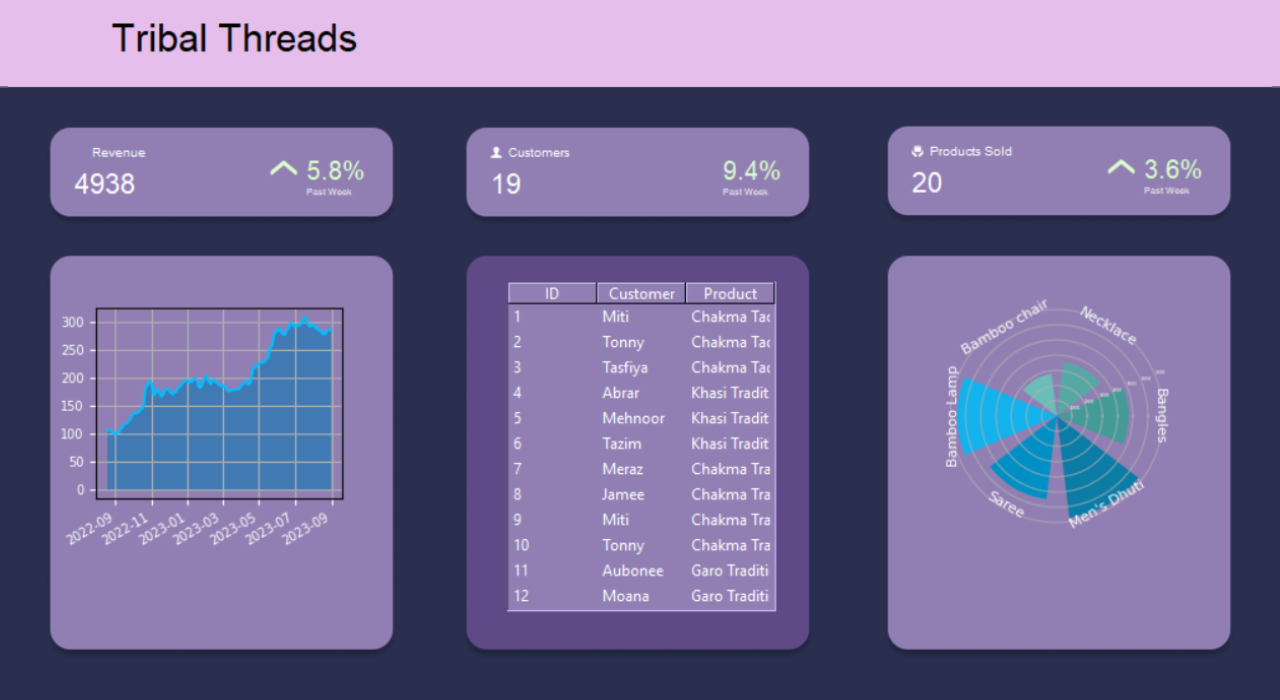 Tribal Threads
Revenue
4938
5.8%
Past Week
Customers
19
9.4%
Past Week
Products Sold
20
3.6%
Past Week
300
250
200
150
100
50
0
2022-09
2022-11
2023-01
2023-03
2023-05
2023-07
2023-09
ID Customer Product
1 Miti Chakma Tac
2 Tonny Chakma Tac
3 Tasfiya Chakma Tac
4 Abrar Khasi Tradit
5 Mehnoor Khasi Tradit
6 Tazim Khasi Tradit
7 Meraz Chakma Tra
8 Jamee Chakma Tra
9 Miti Chakma Tra
10 Tonny Chakma Tra
11 Aubonee Garo Traditi
12 Moana Garo Traditi
Bamboo chair
Necklace
Bamboo Lamp
Bangles
Saree
Men's Dhuti